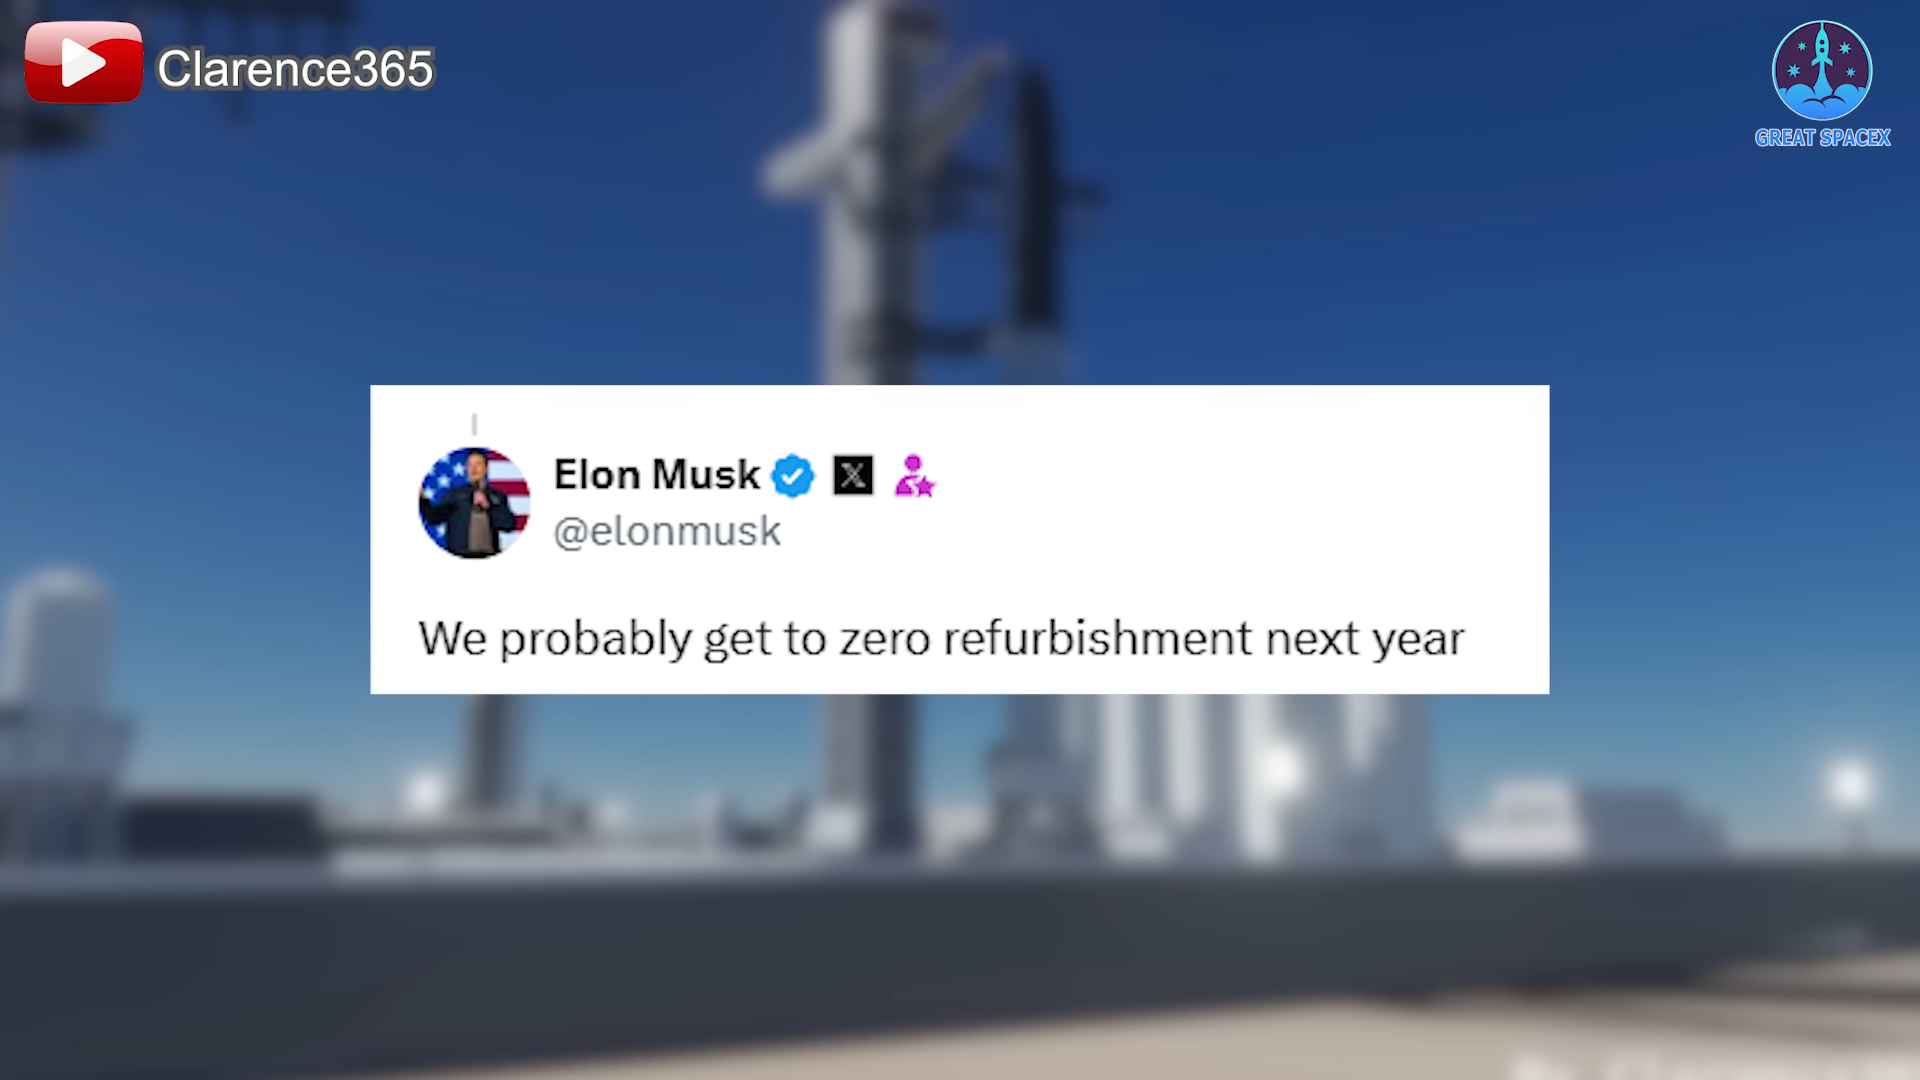 Clarence365
GREAT SPACEX
Elon Musk
@elonmusk
We probably get to zero refurbishment next year